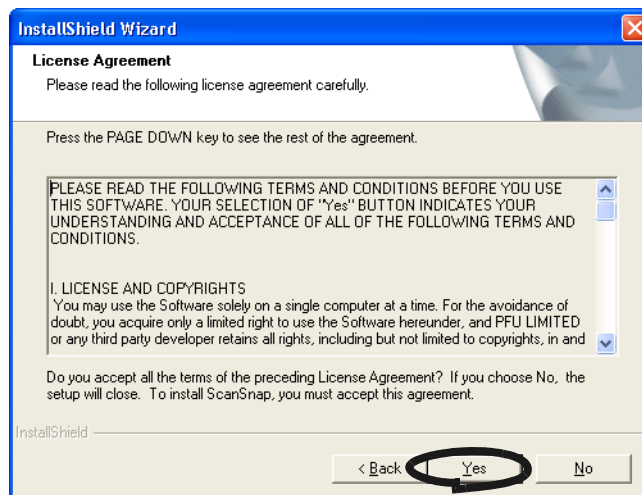 InstallShield Wizard
License Agreement
Please read the following license agreement carefully.
Press the PAGE DOWN key to see the rest of the agreement.
PLEASE READ THE FOLLOWING TERMS AND CONDITIONS BEFORE YOU USE
THIS SOFTWARE. YOUR SELECTION OF "Yes" BUTTON INDICATES YOUR
UNDERSTANDING AND ACCEPTANCE OF ALL OF THE FOLLOWING TERMS AND
CONDITIONS.
I. LICENSE AND COPYRIGHTS
You may use the Software solely on a single computer at a time. For the avoidance of
doubt, you acquire only a limited right to use the Software hereunder, and PFU LIMITED
or any third party developer retains all rights, including but not limited to copyrights, in and
Do you accept all the terms of the preceding License Agreement? If you choose No, the
setup will close. To install ScanSnap, you must accept this agreement.
InstallShield
< Back Yes No